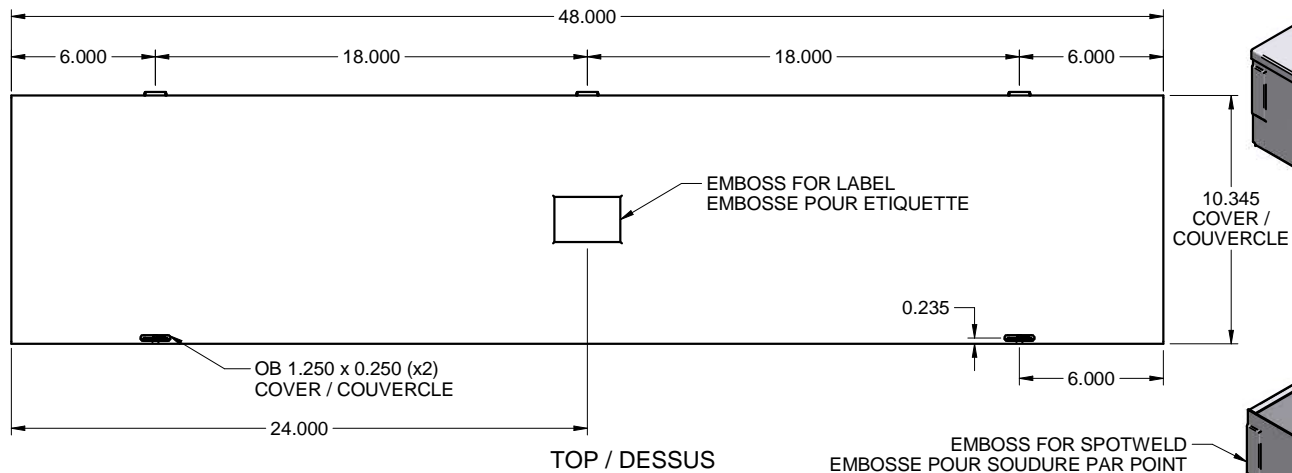 48.000
6.000
18.000
18.000
6.000
EMBOSS FOR LABEL
EMBOSSE POUR ETIQUETTE
10.345
COVER /
COUVERCLE
0.235
OB 1.250 x 0.250 (x2)
COVER / COUVERCLE
6.000
24.000
TOP / DESSUS
EMBOSS FOR SPOTWELD
EMBOSSE POUR SOUDURE PAR POINT